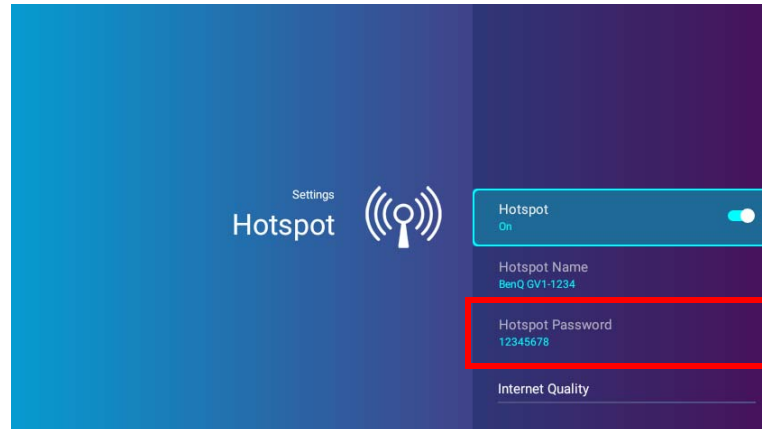 Settings
Hotspot
Hotspot
On
Hotspot Name
BenQ GV1-1234
Hotspot Password
12345678
Internet Quality